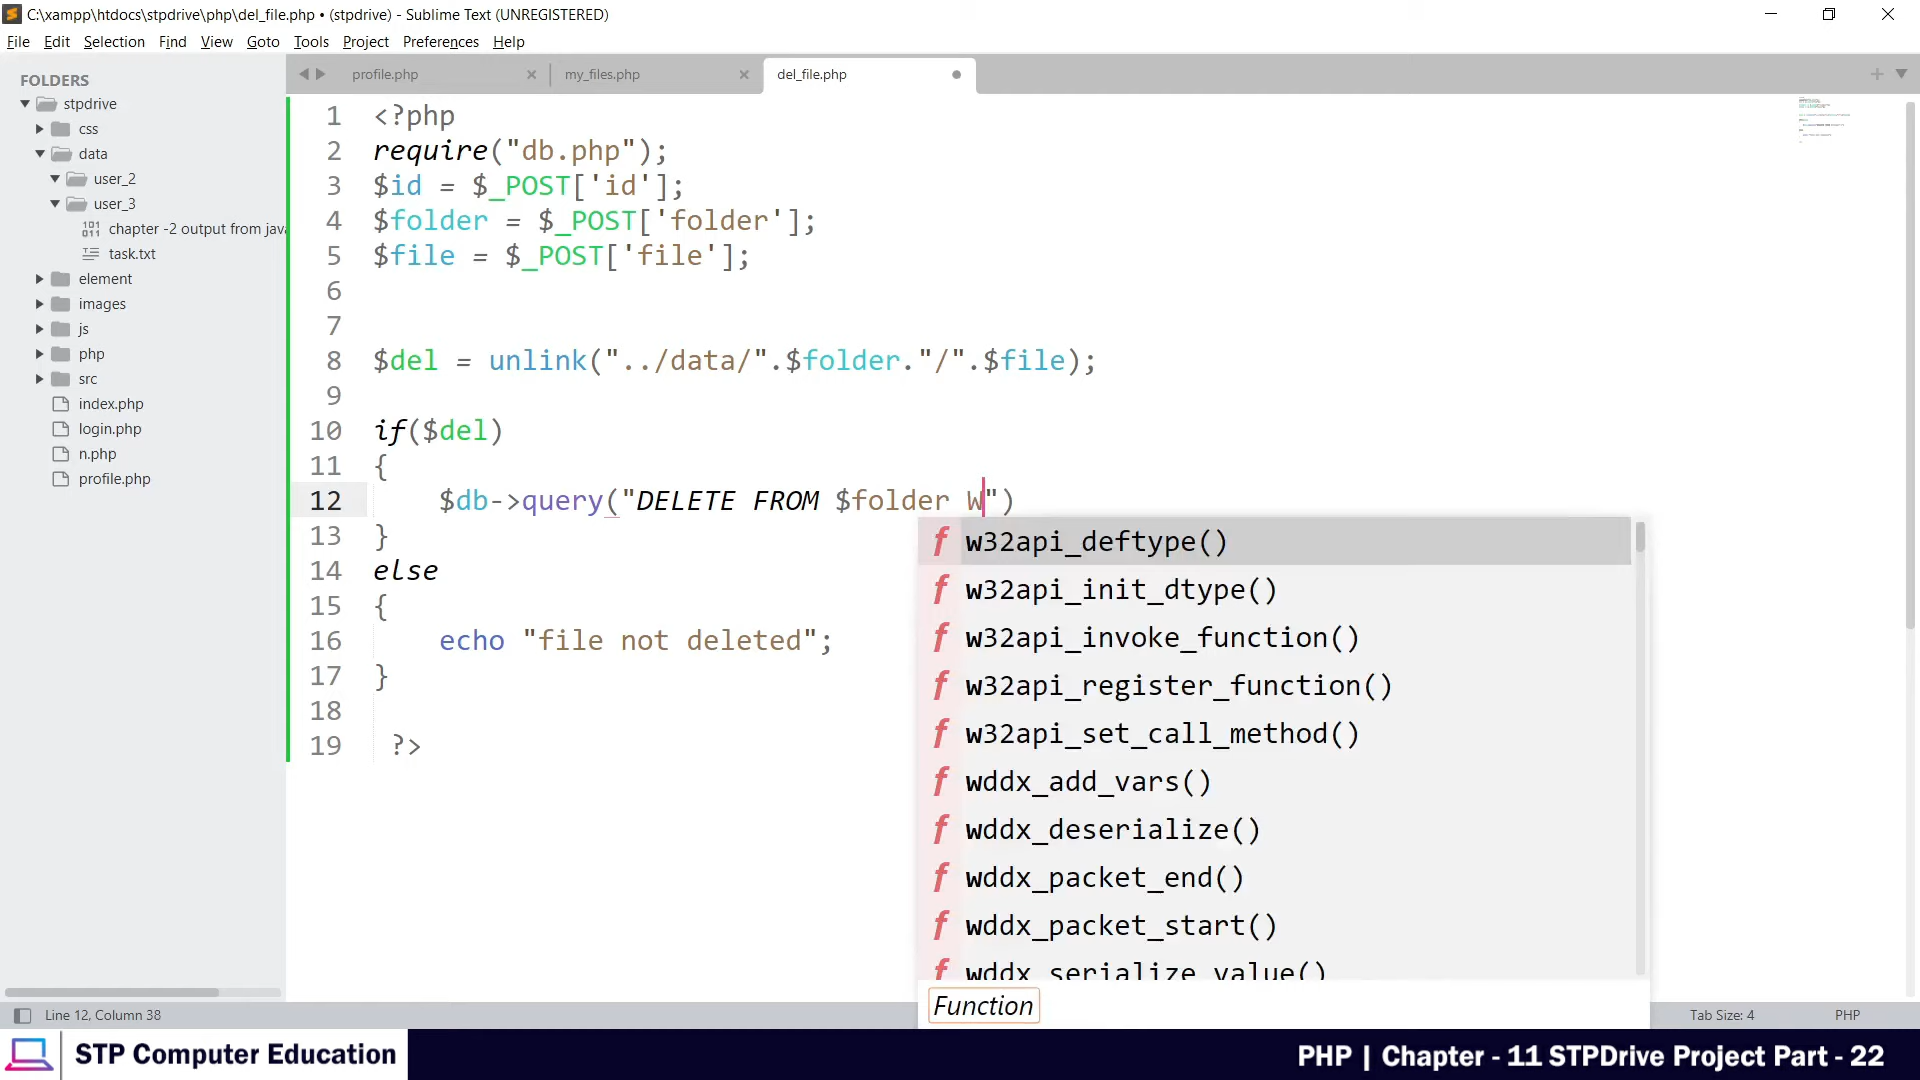 C:\xampp\htdocs\stpdrive\php\del_file.php • (stpdrive) - Sublime Text (UNREGISTERED)
File Edit Selection Find View Goto Tools Project Preferences Help
FOLDERS
stpdrive
css
data
user_2
user_3
chapter -2 output from java
task.txt
element
images
js
php
src
index.php
login.php
n.php
profile.php
profile.php my_files.php del_file.php
1 <?php
2 require("db.php");
3 $id = $_POST['id'];
4 $folder = $_POST['folder'];
5 $file = $_POST['file'];
6
7
8 $del = unlink("../data/".$folder."/".$file);
9
10 if($del)
11 {
12 $db->query("DELETE FROM $folder W")
13 }
14 else
15 {
16 echo "file not deleted";
17 }
18
19 ?>
f w32api_deftype()
f w32api_init_dtype()
f w32api_invoke_function()
f w32api_register_function()
f w32api_set_call_method()
f wddx_add_vars()
f wddx_deserialize()
f wddx_packet_end()
f wddx_packet_start()
f wddx_serialize_value()
Function
Line 12, Column 38 Tab Size: 4 PHP
STP Computer Education PHP | Chapter - 11 STPDrive Project Part - 22